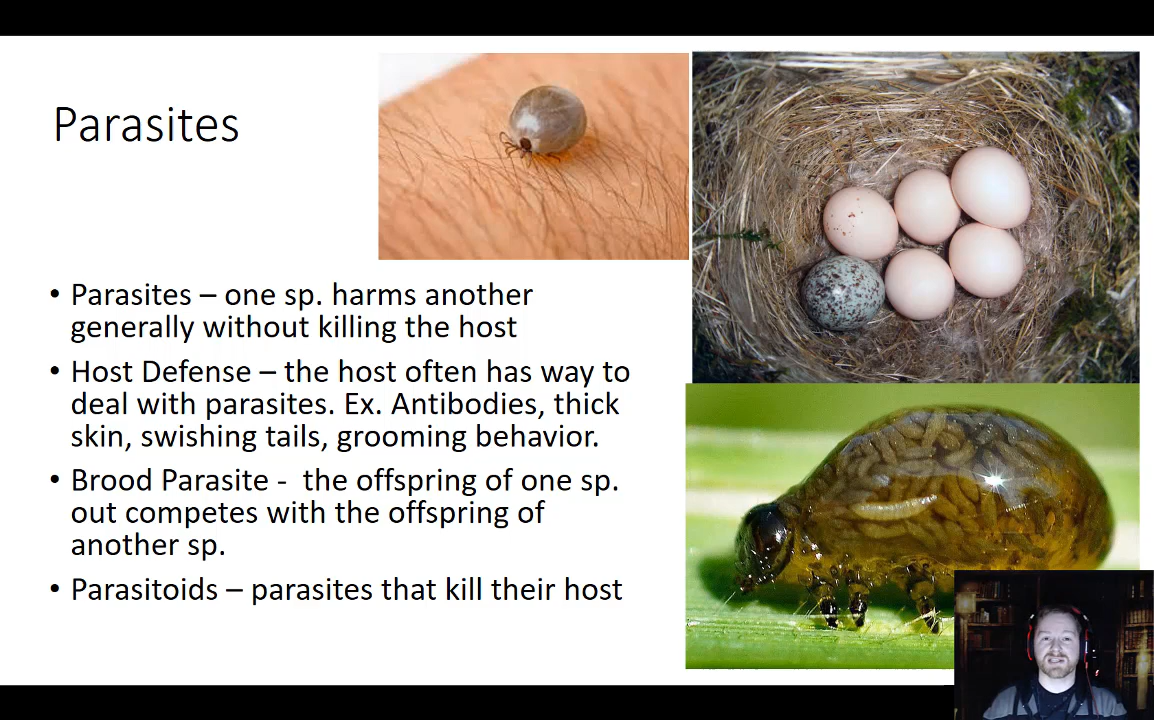 Parasites
• Parasites – one sp. harms another
generally without killing the host
• Host Defense – the host often has way to
deal with parasites. Ex. Antibodies, thick
skin, swishing tails, grooming behavior.
• Brood Parasite -  the offspring of one sp.
out competes with the offspring of
another sp.
• Parasitoids – parasites that kill their host